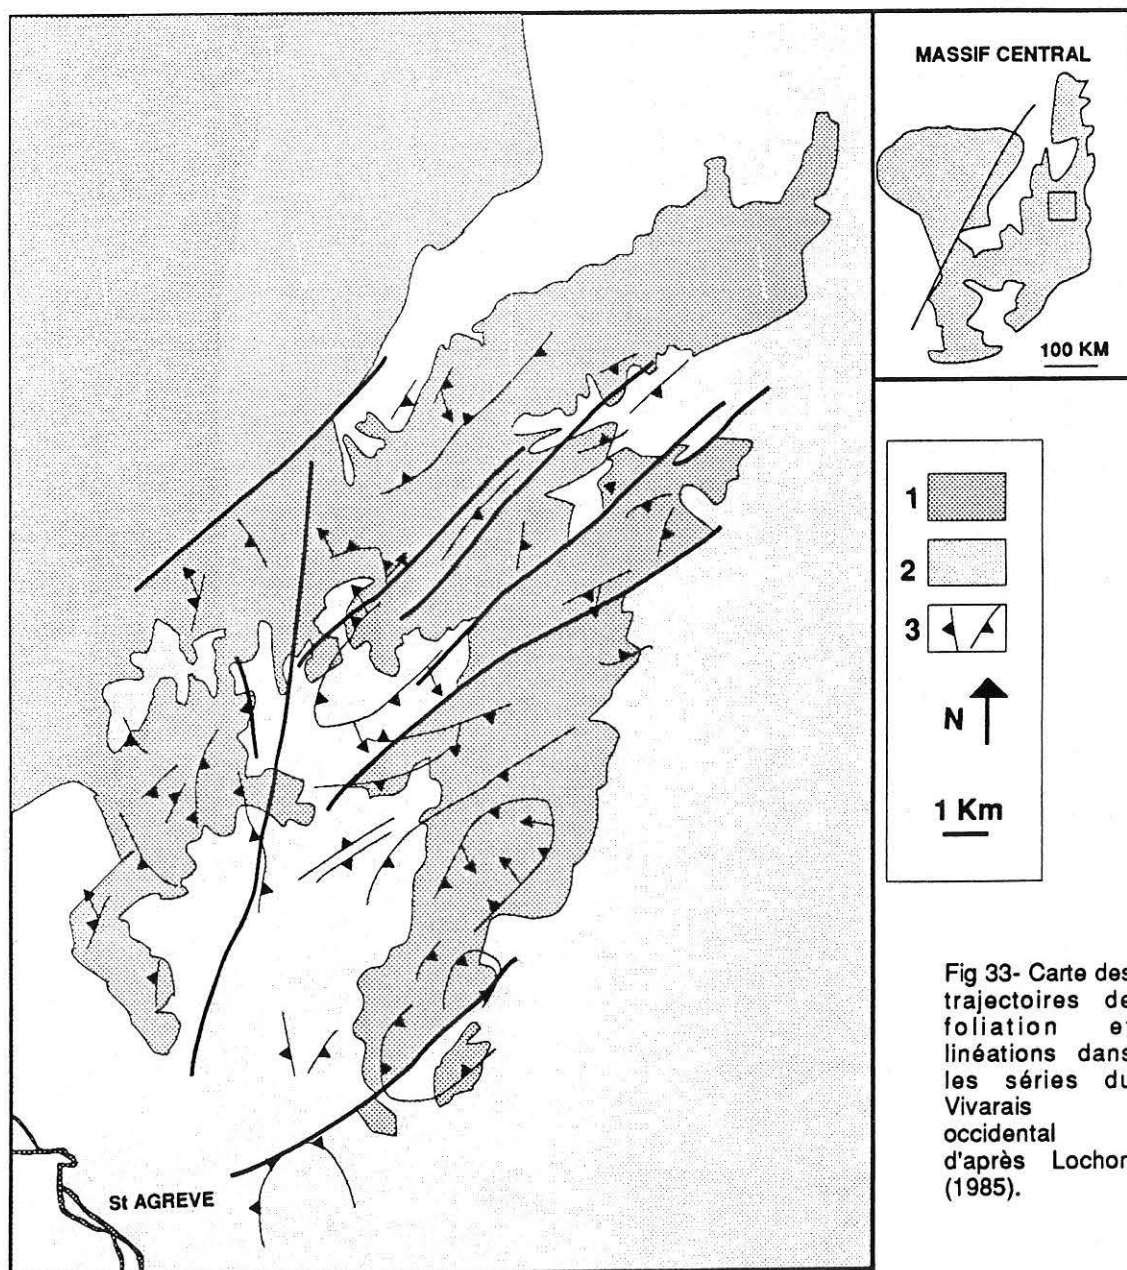 MASSIF CENTRAL
100 KM
1
2
3
N
1 Km
St AGREVE
Fig 33- Carte des
trajectoires de
foliation et
linéations dans
les séries du
Vivarais
occidental
d'après Lochon
(1985).